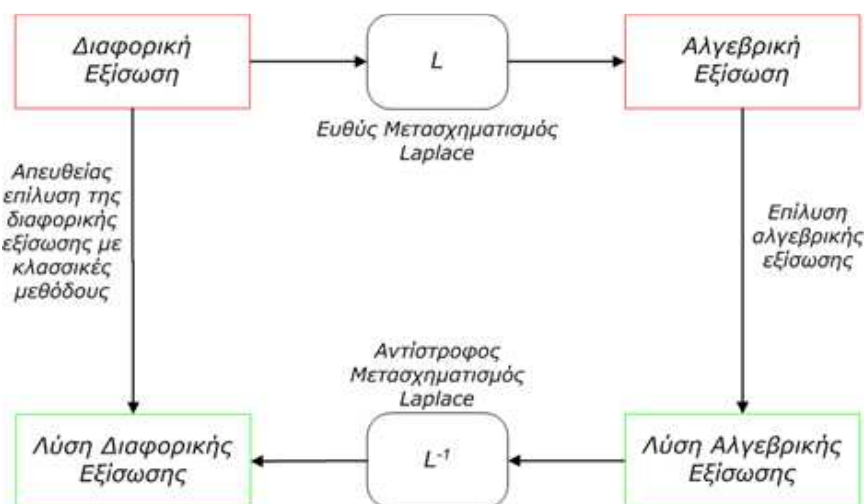 Διαφορική
Εξίσωση
L
Αλγεβρική
Εξίσωση
Ευθύς Μετασχηματισμός
Laplace
Απευθείας
επίλυση της
διαφορικής
εξίσωσης με
κλασσικές
μεθόδους
Επίλυση
αλγεβρικής
εξίσωσης
Αντίστροφος
Μετασχηματισμός
Laplace
Λύση Διαφορικής
Εξίσωσης
L⁻¹
Λύση Αλγεβρικής
Εξίσωσης